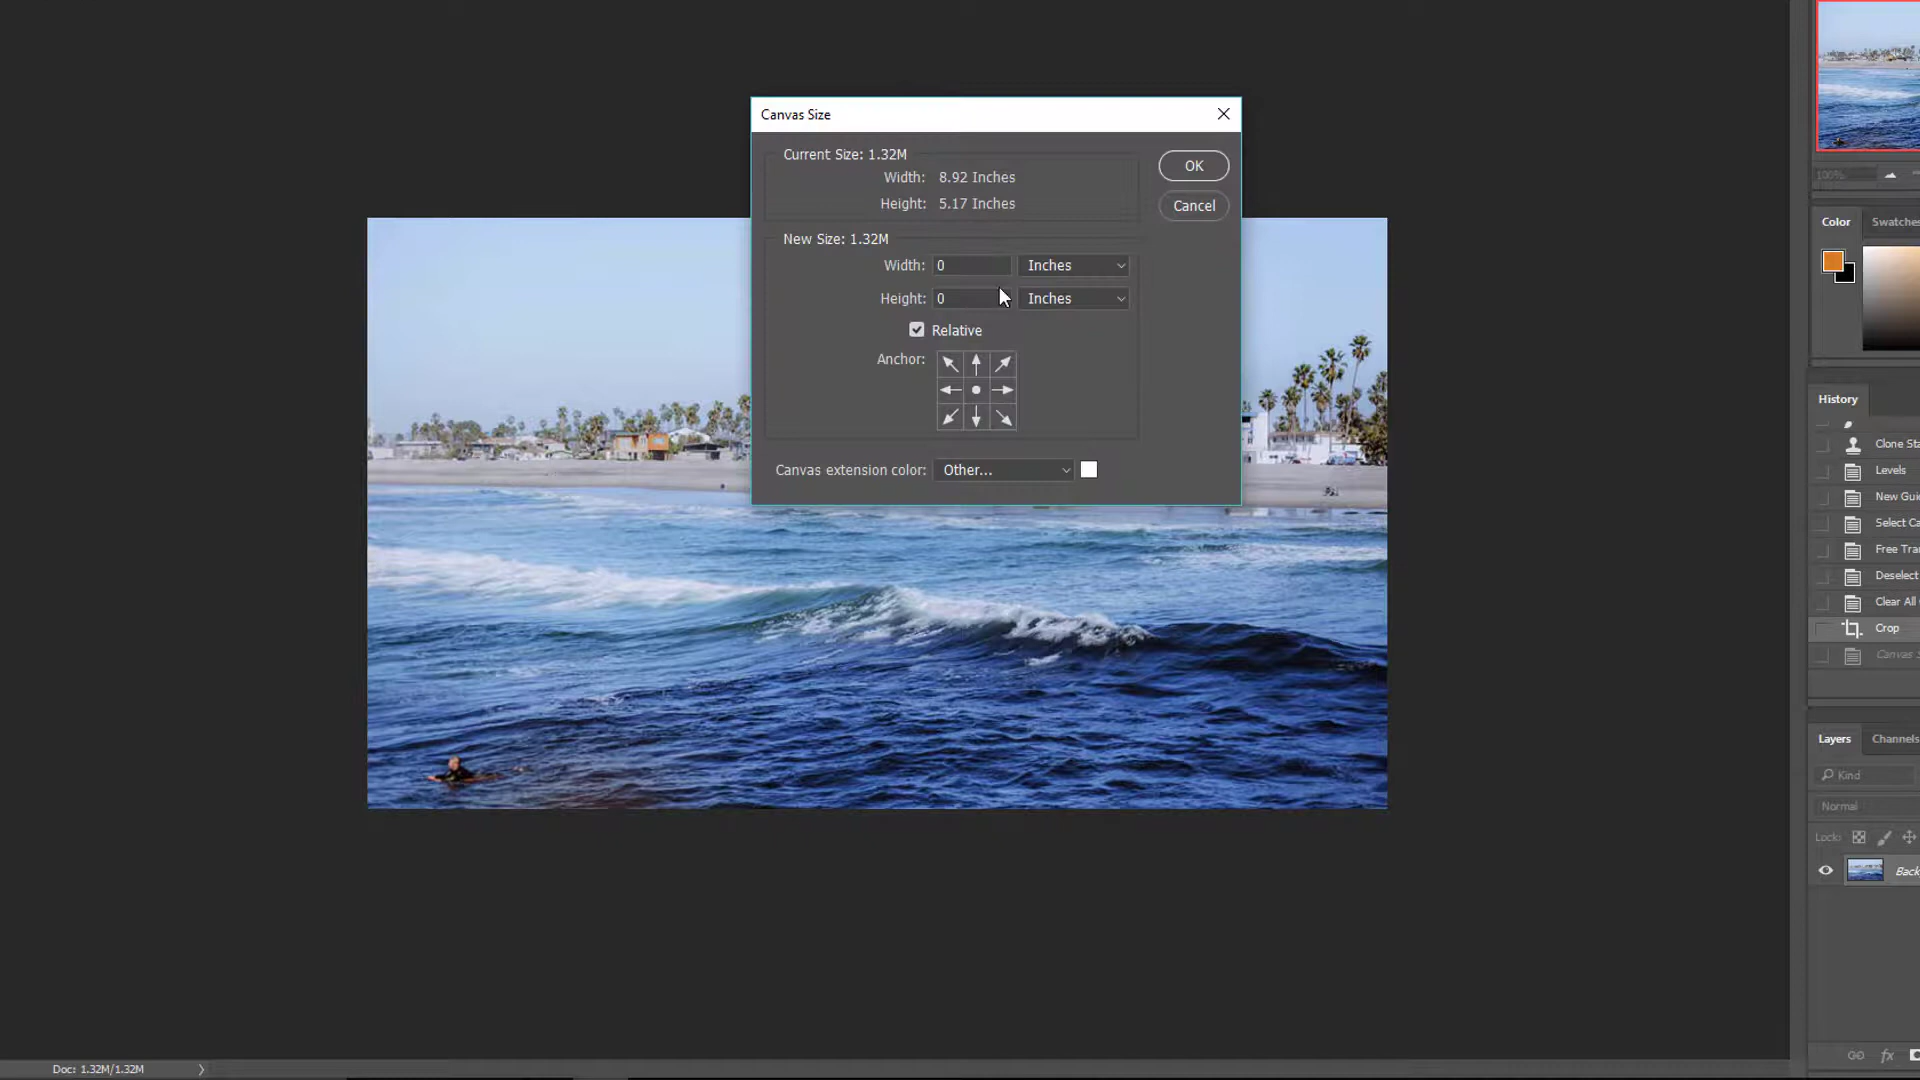 Canvas Size
Current Size: 1.32M
Width: 8.92 Inches
Height: 5.17 Inches
OK
Cancel
New Size: 1.32M
Width: 0 Inches
Height: 0 Inches
Relative
Anchor:
Canvas extension color: Other...
100%
Color Swatches
History
Clone Sta
Levels
New Gui
Select Ca
Free Tra
Deselect
Clear All
Crop
Canvas S
Layers Channels
Kind
Normal
Lock:
Back
fx
Doc: 1.32M/1.32M